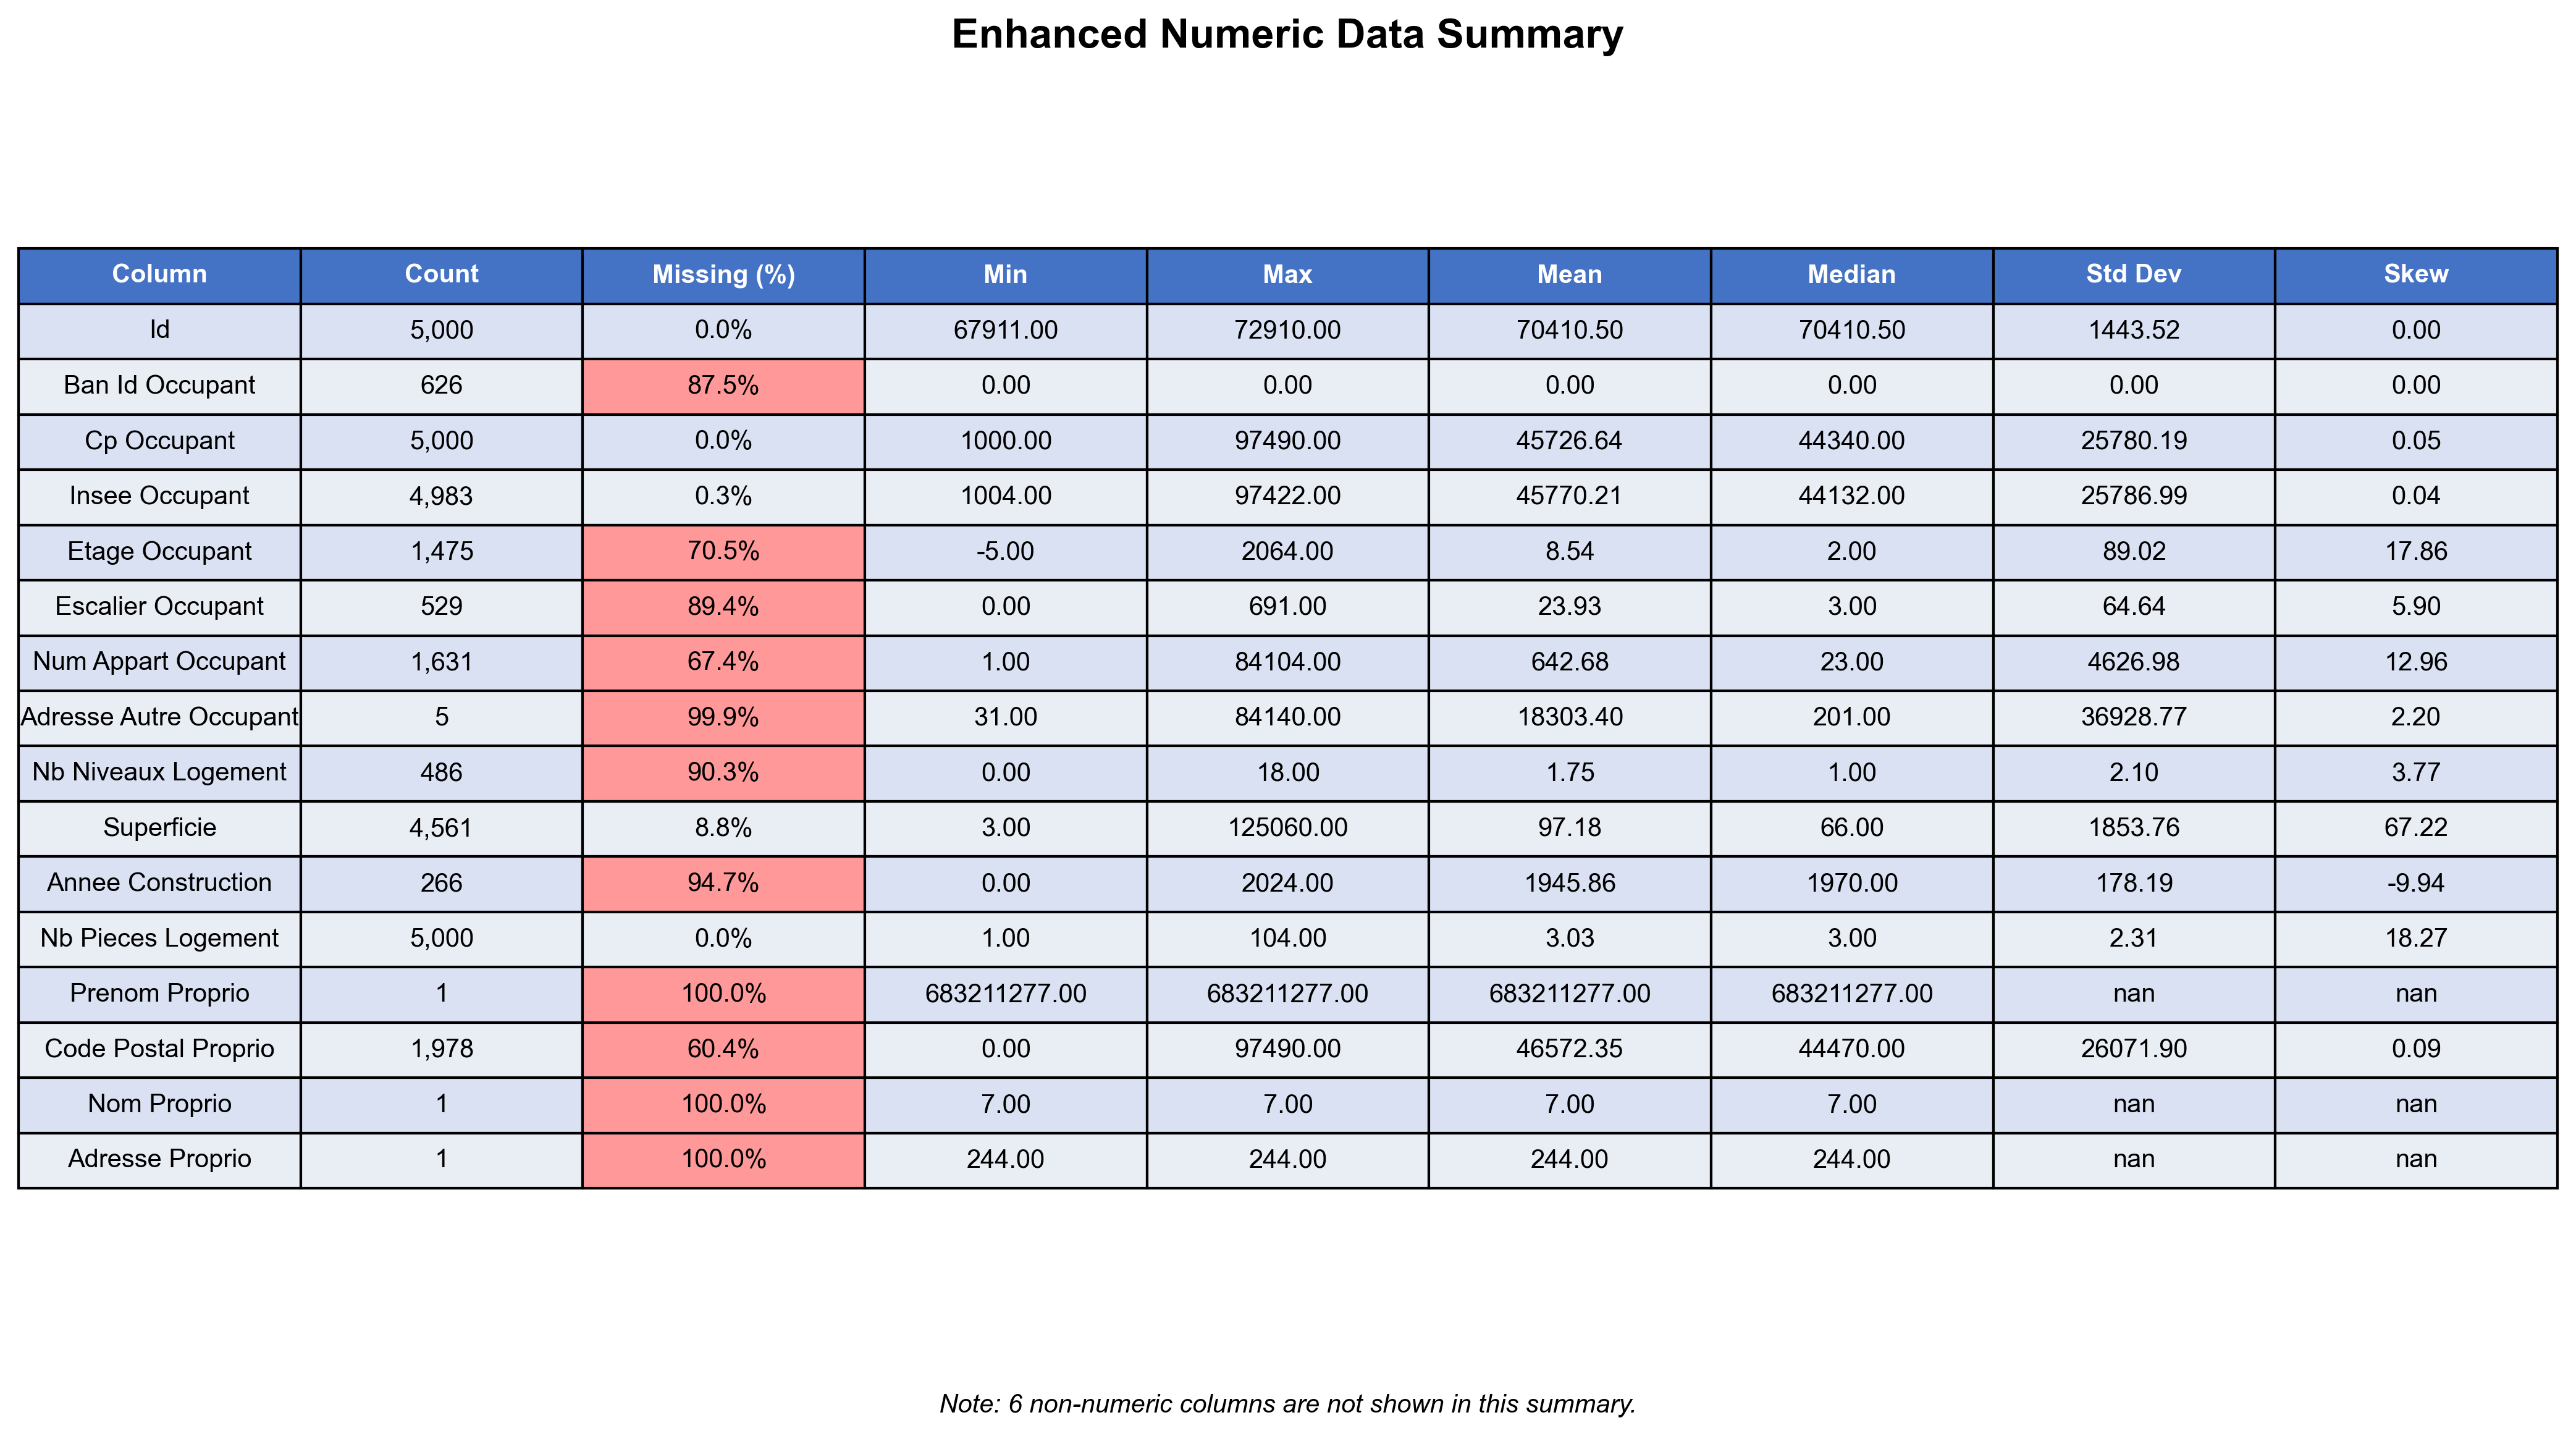 Enhanced Numeric Data Summary
Column Count Missing (%) Min Max Mean Median Std Dev Skew
Id 5,000 0.0% 67911.00 72910.00 70410.50 70410.50 1443.52 0.00
Ban Id Occupant 626 87.5% 0.00 0.00 0.00 0.00 0.00 0.00
Cp Occupant 5,000 0.0% 1000.00 97490.00 45726.64 44340.00 25780.19 0.05
Insee Occupant 4,983 0.3% 1004.00 97422.00 45770.21 44132.00 25786.99 0.04
Etage Occupant 1,475 70.5% -5.00 2064.00 8.54 2.00 89.02 17.86
Escalier Occupant 529 89.4% 0.00 691.00 23.93 3.00 64.64 5.90
Num Appart Occupant 1,631 67.4% 1.00 84104.00 642.68 23.00 4626.98 12.96
Adresse Autre Occupant 5 99.9% 31.00 84140.00 18303.40 201.00 36928.77 2.20
Nb Niveaux Logement 486 90.3% 0.00 18.00 1.75 1.00 2.10 3.77
Superficie 4,561 8.8% 3.00 125060.00 97.18 66.00 1853.76 67.22
Annee Construction 266 94.7% 0.00 2024.00 1945.86 1970.00 178.19 -9.94
Nb Pieces Logement 5,000 0.0% 1.00 104.00 3.03 3.00 2.31 18.27
Prenom Proprio 1 100.0% 683211277.00 683211277.00 683211277.00 683211277.00 nan nan
Code Postal Proprio 1,978 60.4% 0.00 97490.00 46572.35 44470.00 26071.90 0.09
Nom Proprio 1 100.0% 7.00 7.00 7.00 7.00 nan nan
Adresse Proprio 1 100.0% 244.00 244.00 244.00 244.00 nan nan
Note: 6 non-numeric columns are not shown in this summary.